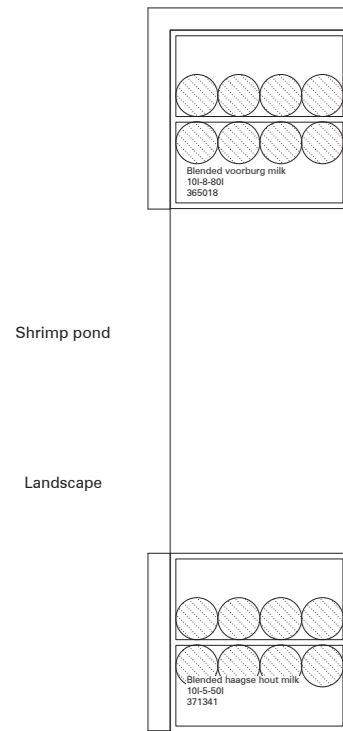 Blended voorburg milk
10l-8-80l
365018
Shrimp pond
Landscape
Blended haagse hout milk
10l-5-50l
371341